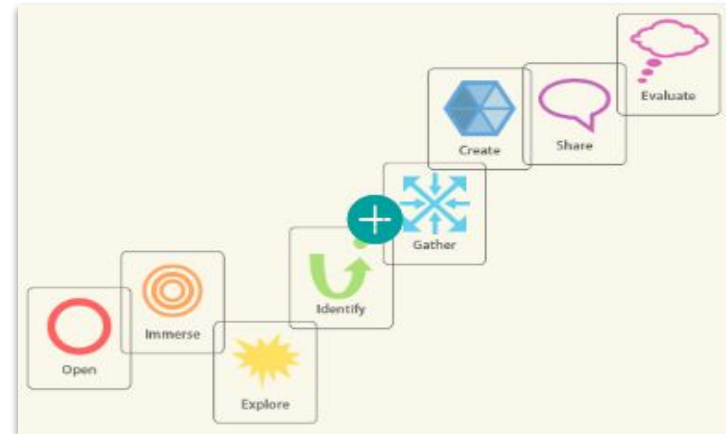 Open
Immerse
Explore
Identify
Gather
Create
Share
Evaluate